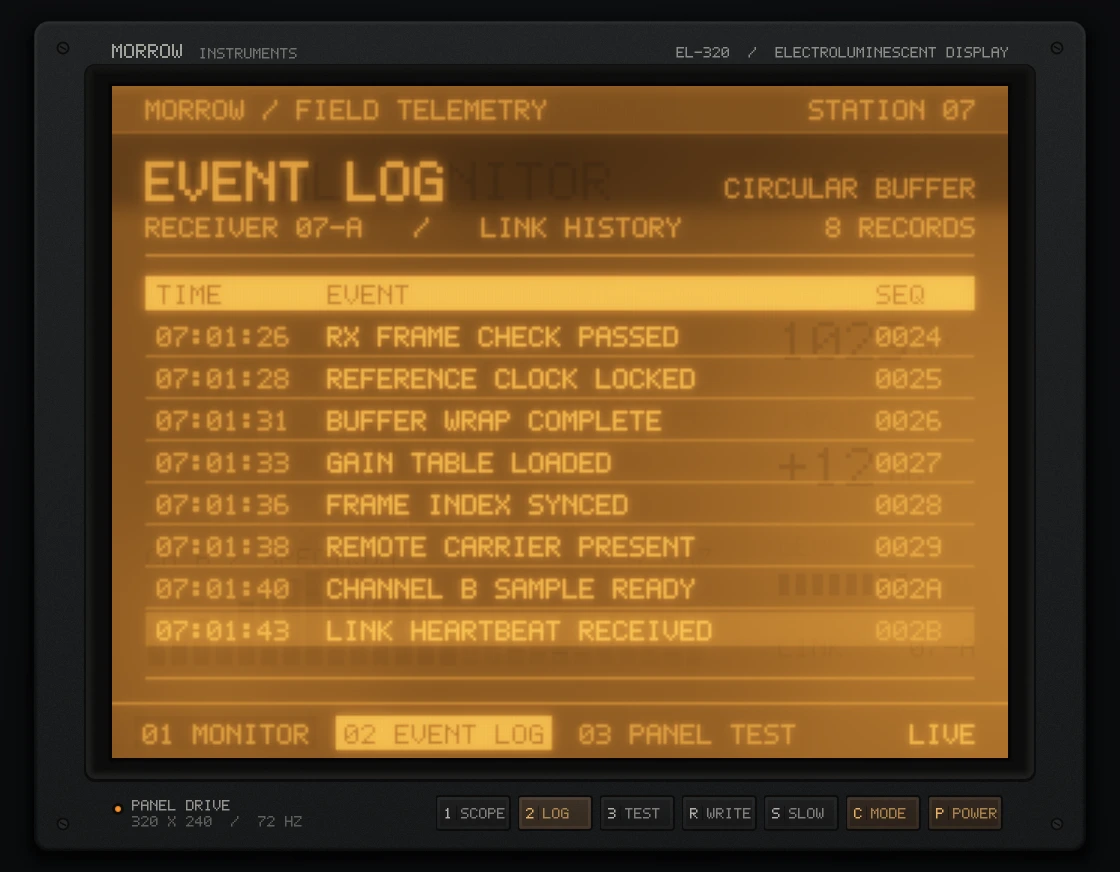 MORROW INSTRUMENTS EL-320 / ELECTROLUMINESCENT DISPLAY
MORROW / FIELD TELEMETRY STATION 07
EVENT LOG CIRCULAR BUFFER
RECEIVER 07-A / LINK HISTORY 8 RECORDS
TIME EVENT SEQ
07:01:26 RX FRAME CHECK PASSED 0024
07:01:28 REFERENCE CLOCK LOCKED 0025
07:01:31 BUFFER WRAP COMPLETE 0026
07:01:33 GAIN TABLE LOADED 0027
07:01:36 FRAME INDEX SYNCED 0028
07:01:38 REMOTE CARRIER PRESENT 0029
07:01:40 CHANNEL B SAMPLE READY 002A
07:01:43 LINK HEARTBEAT RECEIVED 002B
01 MONITOR 02 EVENT LOG 03 PANEL TEST LIVE
PANEL DRIVE
320 X 240 / 72 HZ
1 SCOPE 2 LOG 3 TEST R WRITE S SLOW C MODE P POWER